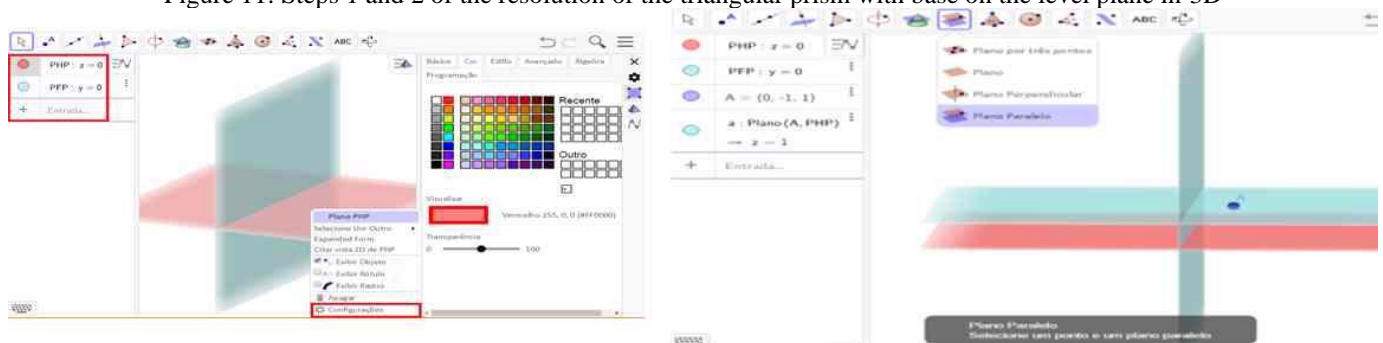 Figure 11. Steps 1 and 2 of the resolution of the triangular prism with base on the level plane in 3D
ABC
PHP : z = 0
PFP : y = 0
Entrada...
Básico Cor Estilo Avançado Álgebra
Programação
Recente
Outro
Visualizar
Vermelho 255, 0, 0 (#FF0000)
Transparência
0 100
Plano PHP
Selecione Um Outro
Expanded Form
Criar vista 2D de PHP
Exibir Objeto
Exibir Rótulo
Exibir Rastro
Apagar
Configurações
ABC
PHP : z = 0
PFP : y = 0
A = (0, -1, 1)
a : Plano(A, PHP)
→ z = 1
Entrada...
Plano por três pontos
Plano
Plano Perpendicular
Plano Paralelo
Plano Paralelo
Selecione um ponto e um plano paralelo